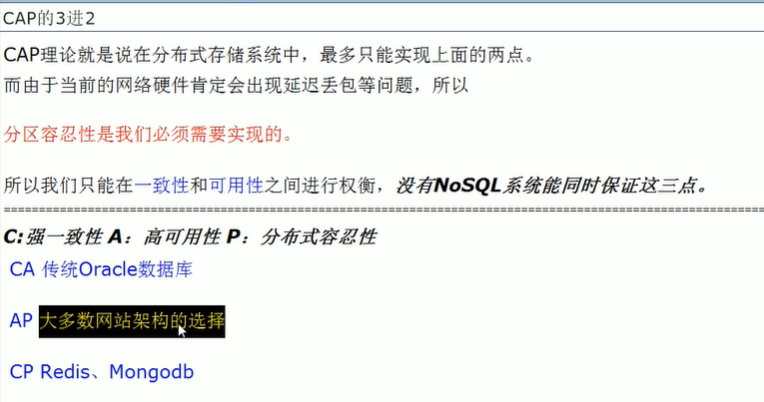 CAP的3进2
CAP理论就是说在分布式存储系统中，最多只能实现上面的两点。
而由于当前的网络硬件肯定会出现延迟丢包等问题，所以
分区容忍性是我们必须需要实现的。
所以我们只能在一致性和可用性之间进行权衡，没有NoSQL系统能同时保证这三点。
=======================================================================================
C:强一致性 A：高可用性 P：分布式容忍性
CA 传统Oracle数据库
AP 大多数网站架构的选择
CP Redis、Mongodb